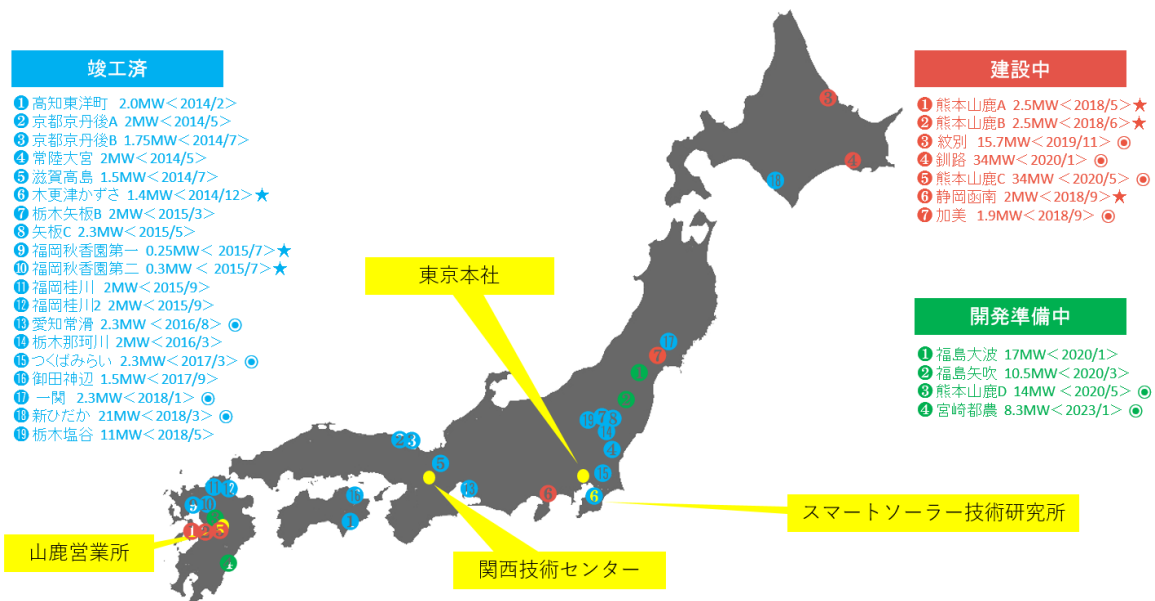 竣工済
❶高知東洋町 2.0MW＜2014/2＞
❷京都京丹後A 2MW＜2014/5＞
❸京都京丹後B 1.75MW＜2014/7＞
❹常陸大宮 2MW＜2014/5＞
❺滋賀高島 1.5MW＜2014/7＞
❻木更津かずさ 1.4MW＜2014/12＞★
❼栃木矢板B 2MW＜2015/3＞
❽矢板C 2.3MW＜2015/5＞
❾福岡秋香園第一 0.25MW＜ 2015/7＞★
❿福岡秋香園第二 0.3MW ＜ 2015/7＞★
⓫福岡桂川 2MW＜2015/9＞
⓬福岡桂川2 2MW＜2015/9＞
⓭愛知常滑 2.3MW ＜2016/8＞ ◉
⓮栃木那珂川 2MW＜2016/3＞
⓯つくばみらい 2.3MW＜2017/3＞ ◉
⓰御田神辺 1.5MW＜2017/9＞
⓱一関 2.3MW＜2018/1＞ ◉
⓲新ひだか 21MW＜2018/3＞ ◉
⓳栃木塩谷 11MW＜2018/5＞
建設中
❶熊本山鹿A 2.5MW＜2018/5＞★
❷熊本山鹿B 2.5MW＜2018/6＞★
❸紋別 15.7MW＜2019/11＞ ◉
❹釧路 34MW＜2020/1＞ ◉
❺熊本山鹿C 34MW ＜2020/5＞ ◉
❻静岡函南 2MW＜2018/9＞★
❼加美 1.9MW＜2018/9＞ ◉
開発準備中
❶福島大波 17MW＜2020/1＞
❷福島矢吹 10.5MW＜2020/3＞
❸熊本山鹿D 14MW ＜2020/5＞ ◉
❹宮崎都農 8.3MW＜2023/1＞ ◉
東京本社
スマートソーラー技術研究所
関西技術センター
山鹿営業所